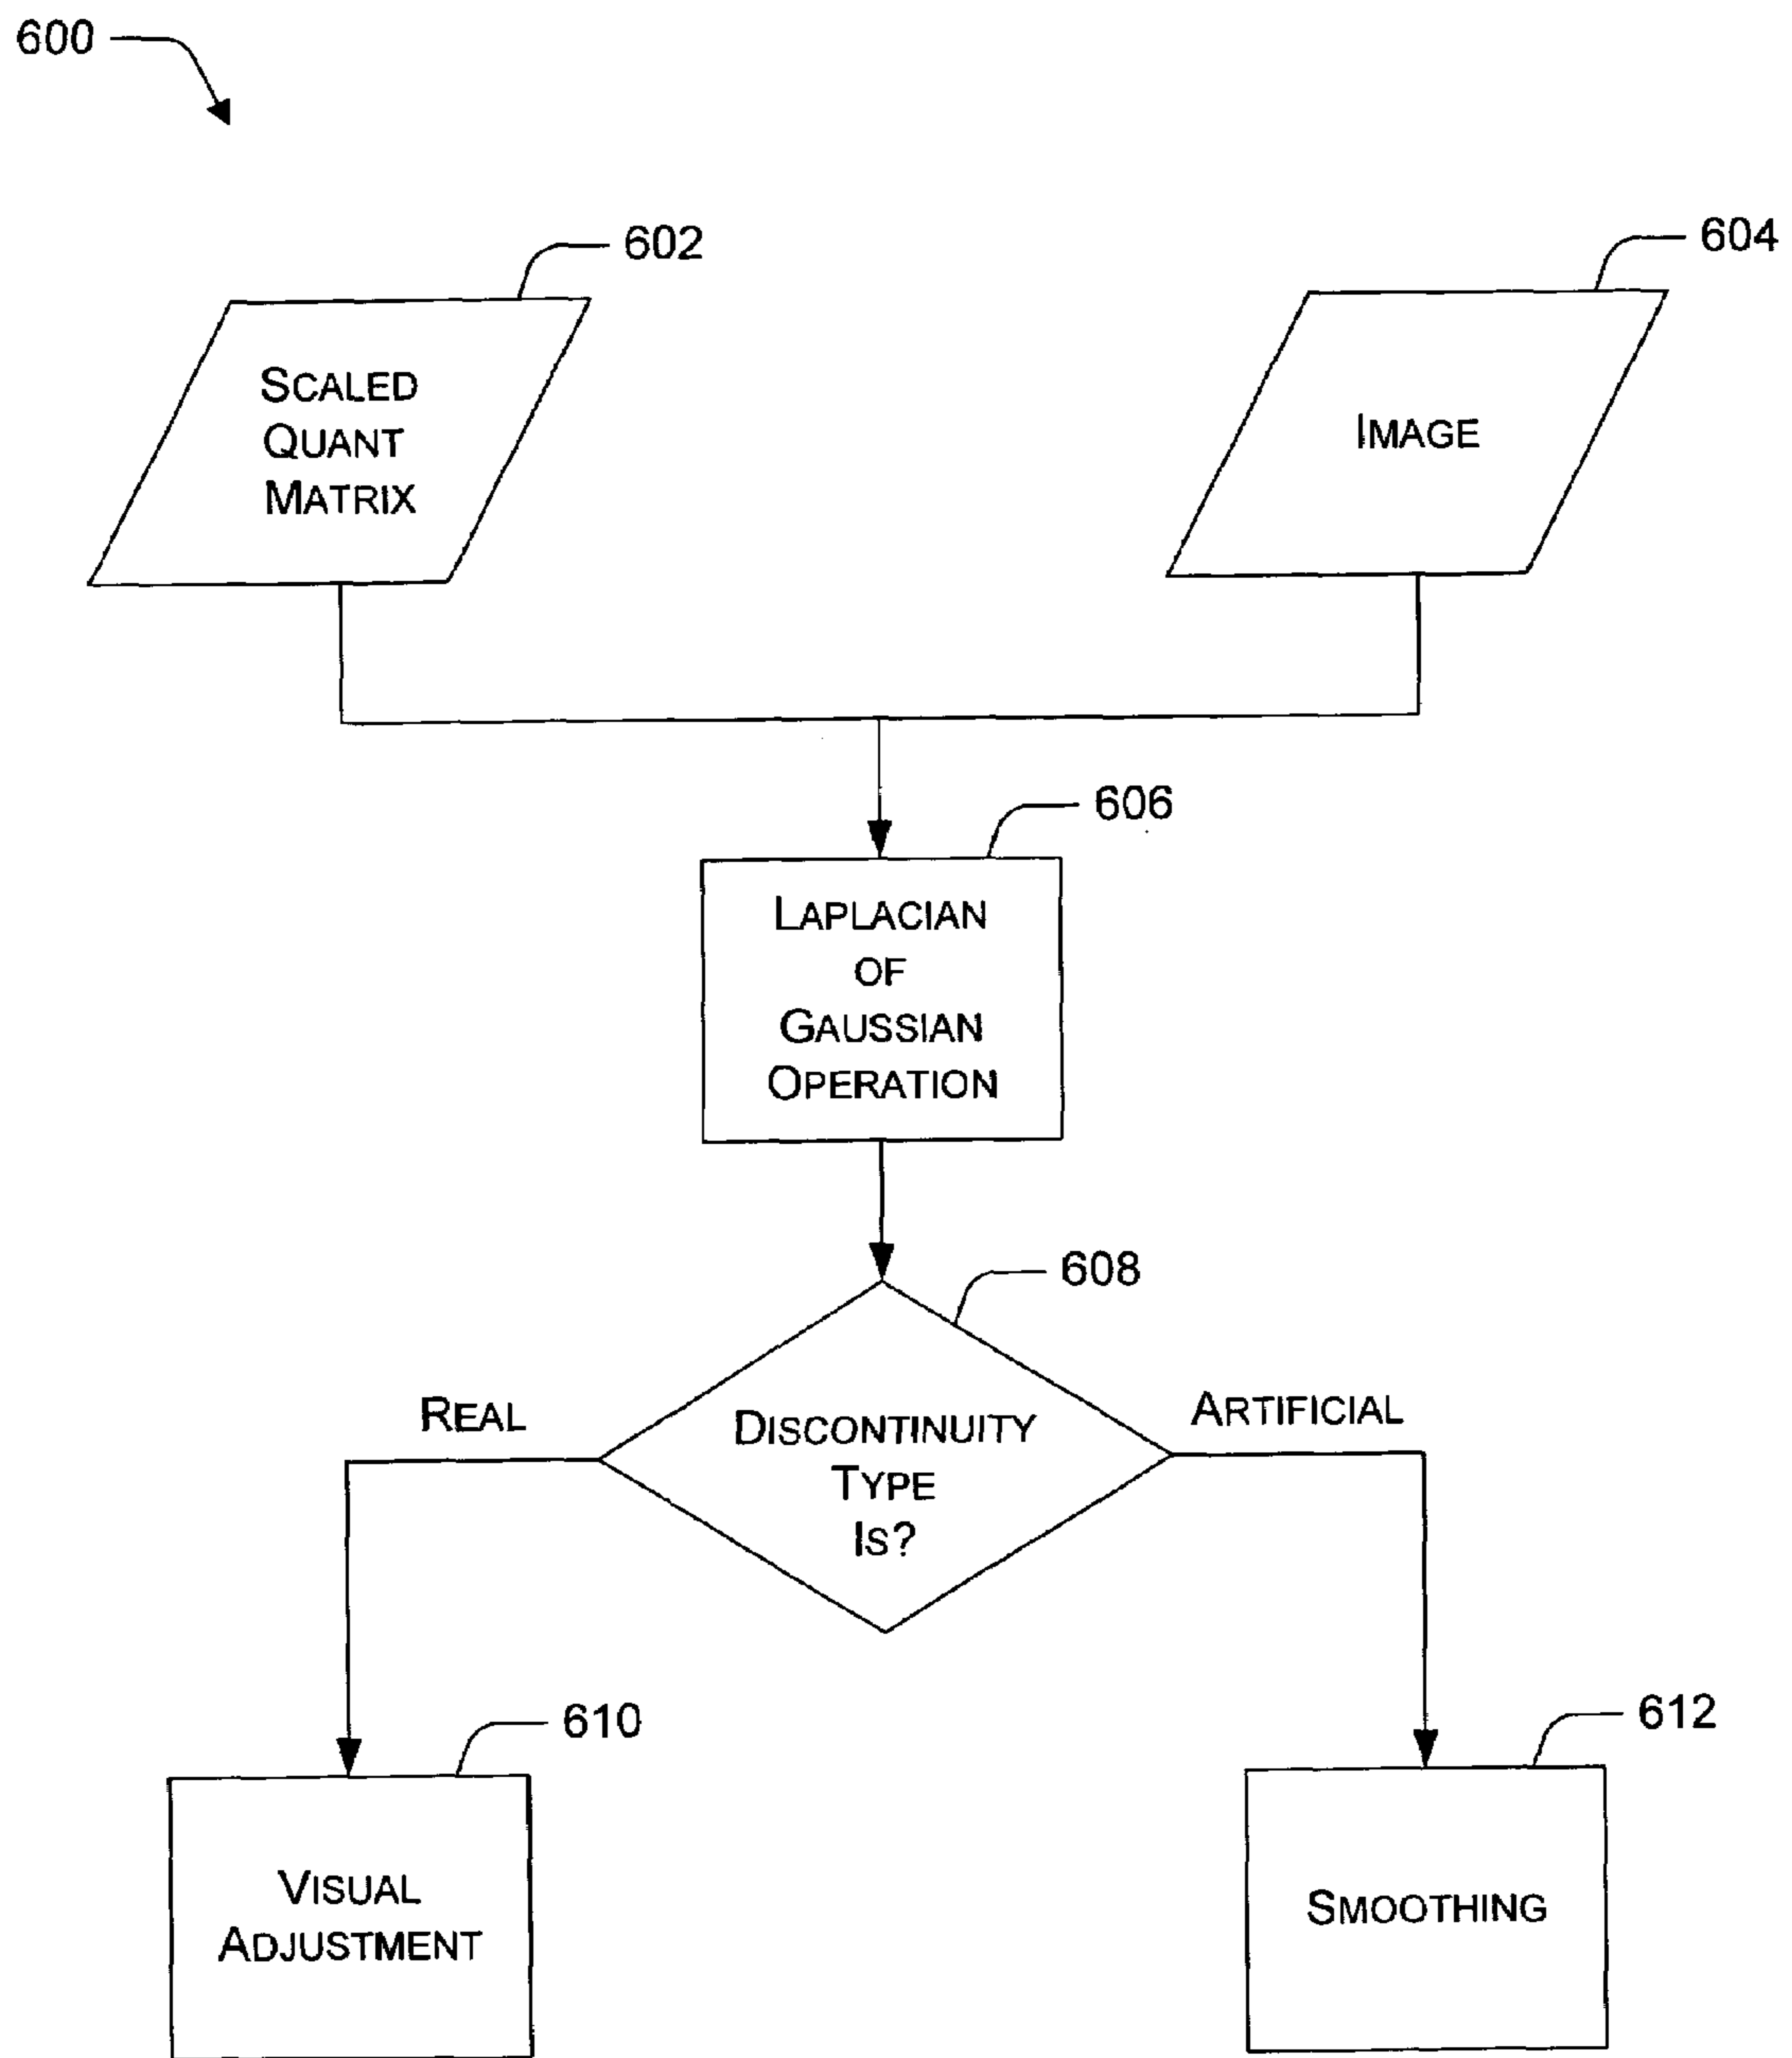 600
602
604
SCALED
QUANT
MATRIX
IMAGE
606
LAPLACIAN
OF
GAUSSIAN
OPERATION
608
REAL
ARTIFICIAL
DISCONTINUITY
TYPE
IS?
610
612
VISUAL
ADJUSTMENT
SMOOTHING